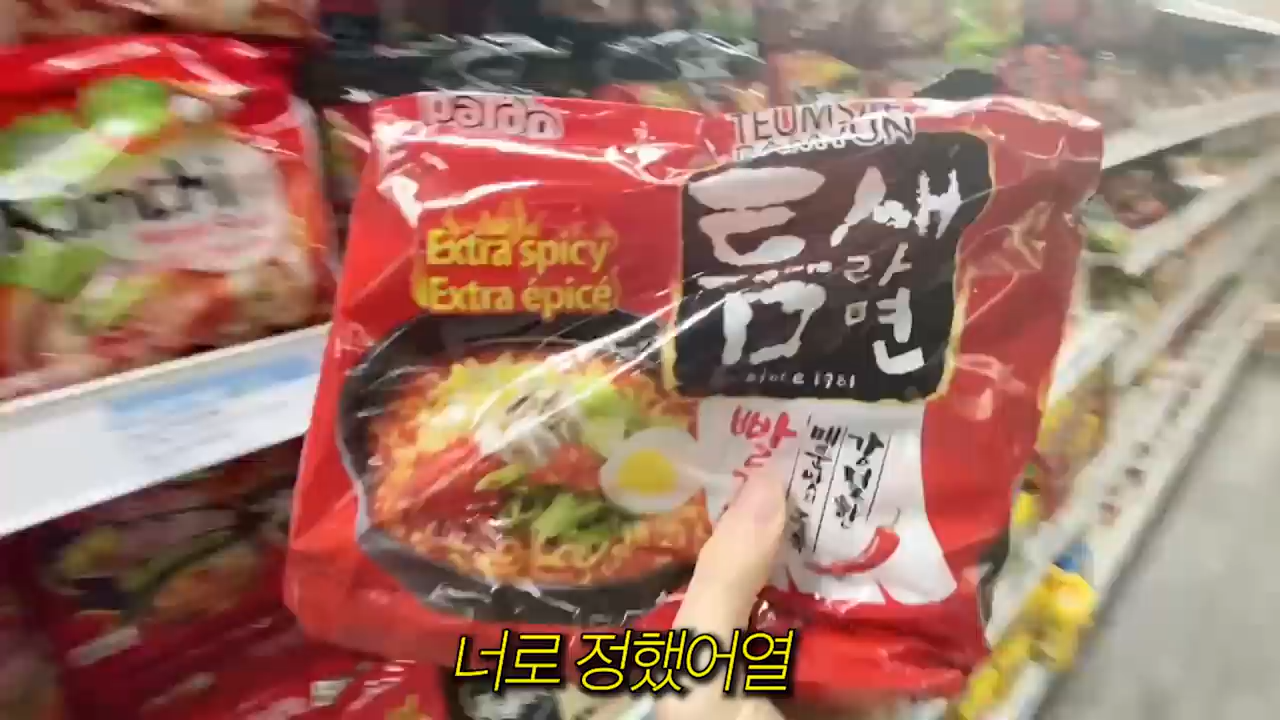 Paldo
TEUMSAE
RAMYUN
Extra spicy
Extra épicé
틈새
라면
since 1981
빨
매운맛
강력한
너로 정했어열